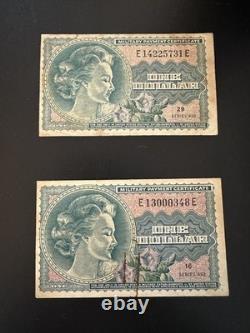 MILITARY PAYMENT CERTIFICATE
E14225731E
ONE
DOLLAR
29
SERIES 692
MILITARY PAYMENT CERTIFICATE
E13000348E
ONE
DOLLAR
16
SERIES 692